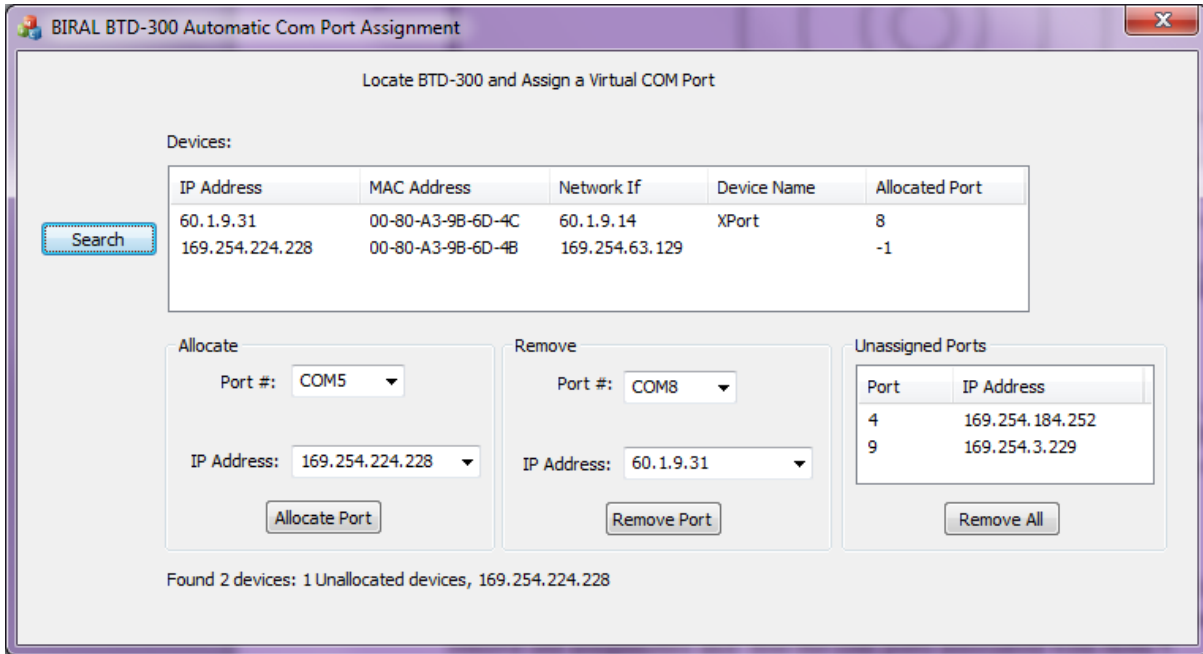 BIRAL BTD-300 Automatic Com Port Assignment
Locate BTD-300 and Assign a Virtual COM Port
Devices:
IP Address MAC Address Network If Device Name Allocated Port
60.1.9.31 00-80-A3-9B-6D-4C 60.1.9.14 XPort 8
Search
169.254.224.228 00-80-A3-9B-6D-4B 169.254.63.129 -1
Allocate Remove Unassigned Ports
Port #: COM5 Port #: COM8 Port IP Address
4 169.254.184.252
9 169.254.3.229
IP Address: 169.254.224.228 IP Address: 60.1.9.31
Allocate Port Remove Port Remove All
Found 2 devices: 1 Unallocated devices, 169.254.224.228